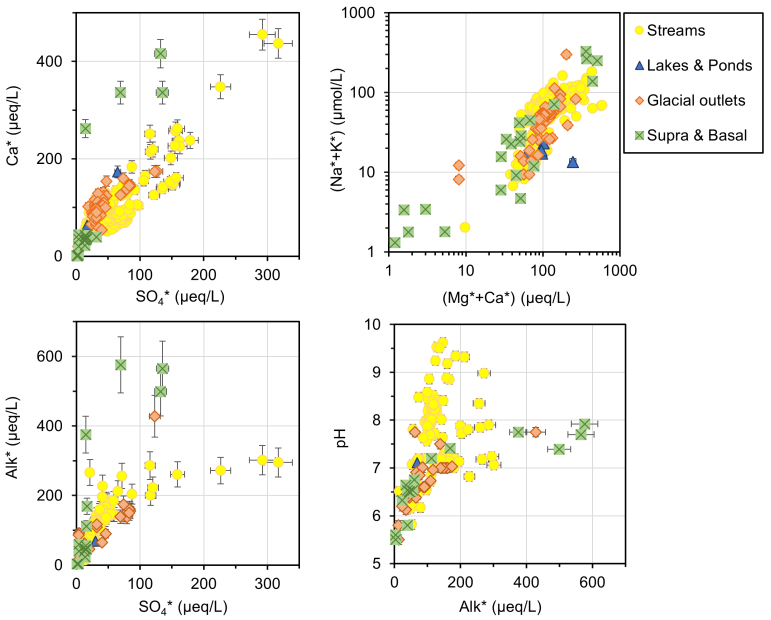 Ca* (µeq/L)
400
200
0
0
100
200
300
SO4* (µeq/L)
(Na*+K*) (µmol/L)
1000
100
10
1
1
10
100
1000
(Mg*+Ca*) (µeq/L)
Streams
Lakes & Ponds
Glacial outlets
Supra & Basal
Alk* (µeq/L)
600
400
200
0
0
100
200
300
SO4* (µeq/L)
pH
10
9
8
7
6
5
0
200
400
600
Alk* (µeq/L)